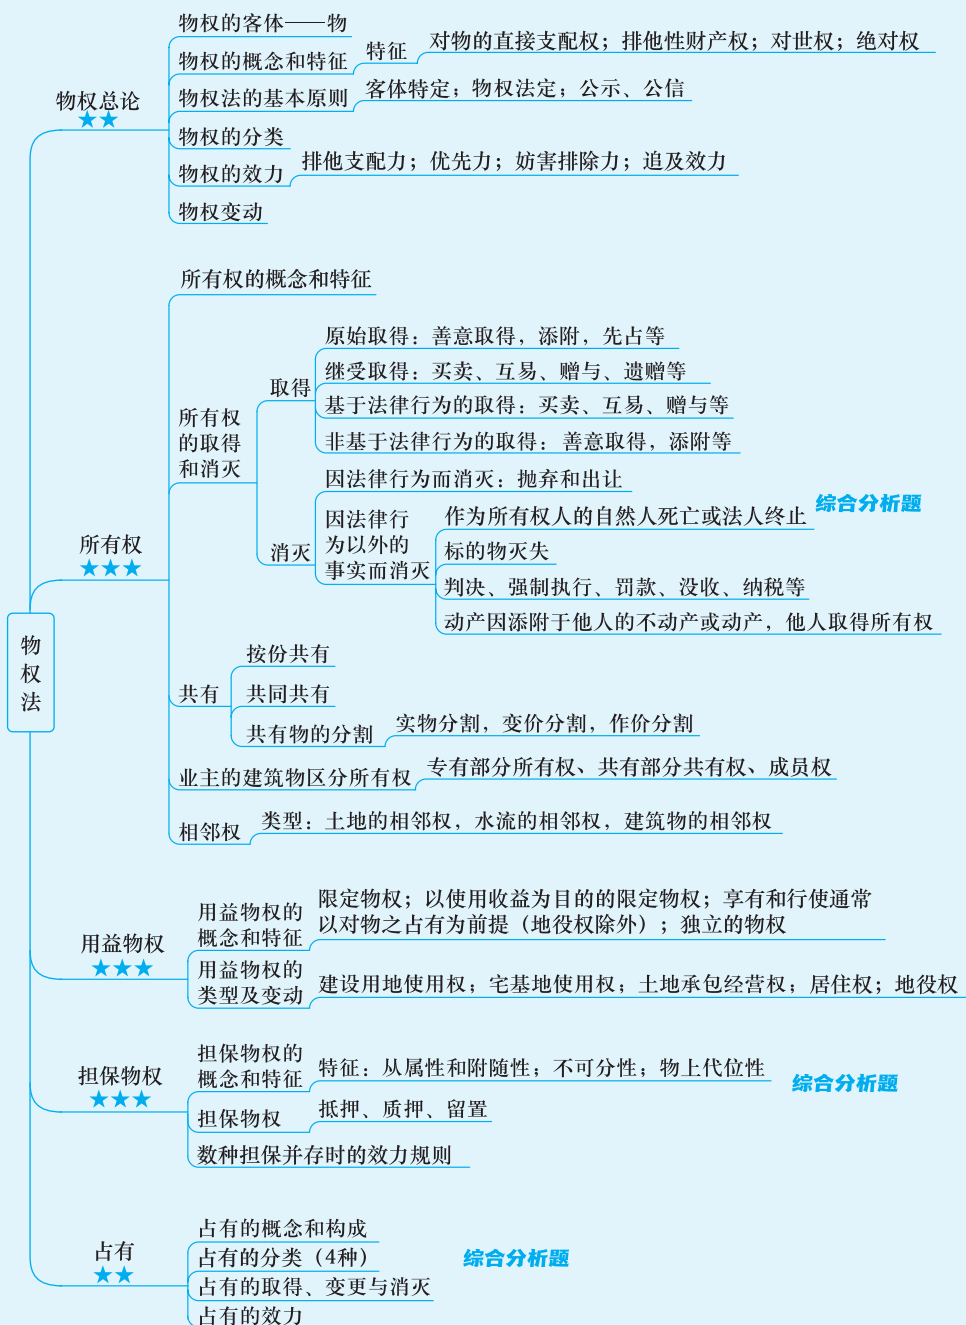 物权法
物权总论
★★
物权的客体——物
物权的概念和特征
特征
对物的直接支配权；排他性财产权；对世权；绝对权
物权法的基本原则
客体特定；物权法定；公示、公信
物权的分类
物权的效力
排他支配力；优先力；妨害排除力；追及效力
物权变动
所有权
★★★
所有权的概念和特征
所有权
的取得
和消灭
取得
原始取得：善意取得，添附，先占等
继受取得：买卖、互易、赠与、遗赠等
基于法律行为的取得：买卖、互易、赠与等
非基于法律行为的取得：善意取得，添附等
消灭
因法律行为而消灭：抛弃和出让
因法律行
为以外的
事实而消灭
作为所有权人的自然人死亡或法人终止
标的物灭失
判决、强制执行、罚款、没收、纳税等
动产因添附于他人的不动产或动产，他人取得所有权
综合分析题
共有
按份共有
共同共有
共有物的分割
实物分割，变价分割，作价分割
业主的建筑物区分所有权
专有部分所有权、共有部分共有权、成员权
相邻权
类型：土地的相邻权，水流的相邻权，建筑物的相邻权
用益物权
★★★
用益物权的
概念和特征
限定物权；以使用收益为目的的限定物权；享有和行使通常
以对物之占有为前提（地役权除外）；独立的物权
用益物权的
类型及变动
建设用地使用权；宅基地使用权；土地承包经营权；居住权；地役权
担保物权
★★★
担保物权的
概念和特征
特征：从属性和附随性；不可分性；物上代位性
担保物权
抵押、质押、留置
数种担保并存时的效力规则
综合分析题
占有
★★
占有的概念和构成
占有的分类（4种）
占有的取得、变更与消灭
占有的效力
综合分析题